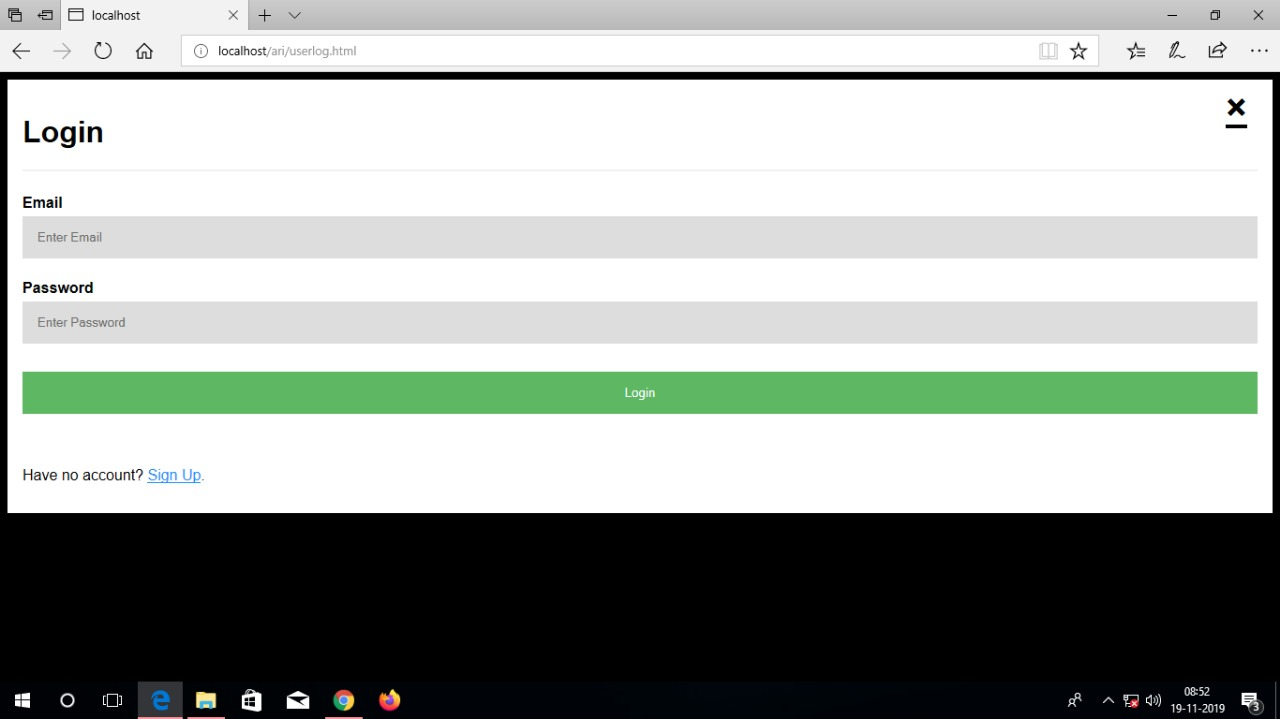 localhost
localhost/ari/userlog.html
Login
Email
Enter Email
Password
Enter Password
Login
Have no account? Sign Up.
08:52
19-11-2019
3